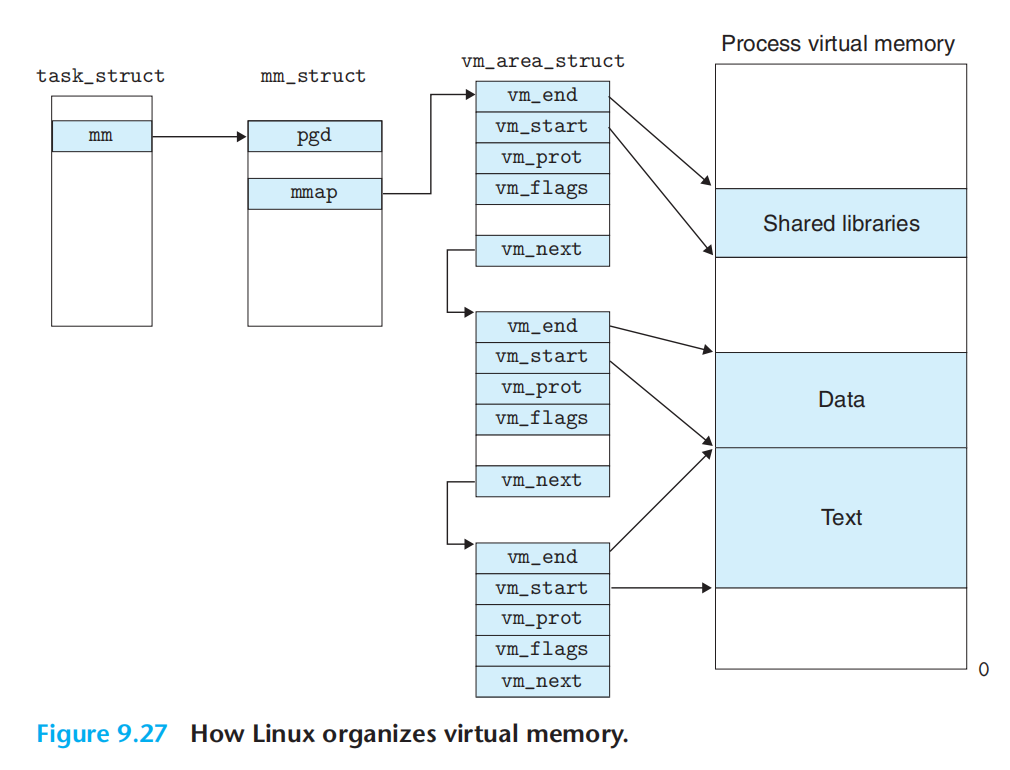 Process virtual memory
task_struct
mm_struct
vm_area_struct
mm
pgd
mmap
vm_end
vm_start
vm_prot
vm_flags
vm_next
vm_end
vm_start
vm_prot
vm_flags
vm_next
vm_end
vm_start
vm_prot
vm_flags
vm_next
Shared libraries
Data
Text
0
Figure 9.27 How Linux organizes virtual memory.